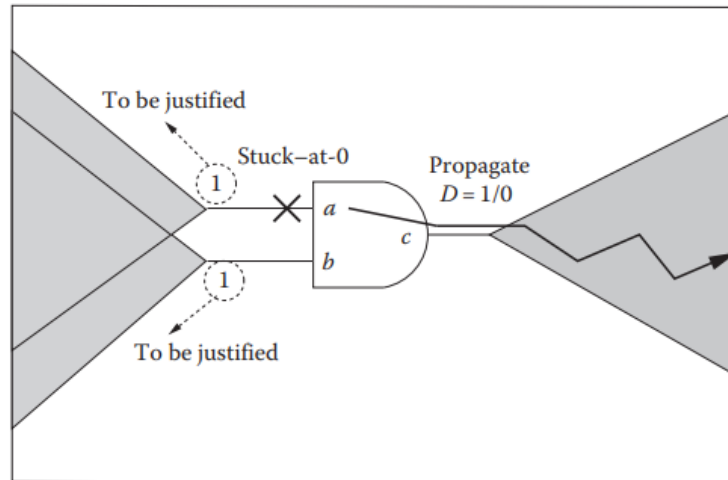 To be justified
1
Stuck–at-0
Propagate
D = 1/0
a
c
b
1
To be justified